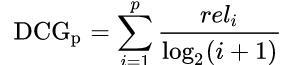 DCG_p = \sum_{i=1}^{p} \frac{rel_i}{\log_2(i+1)}